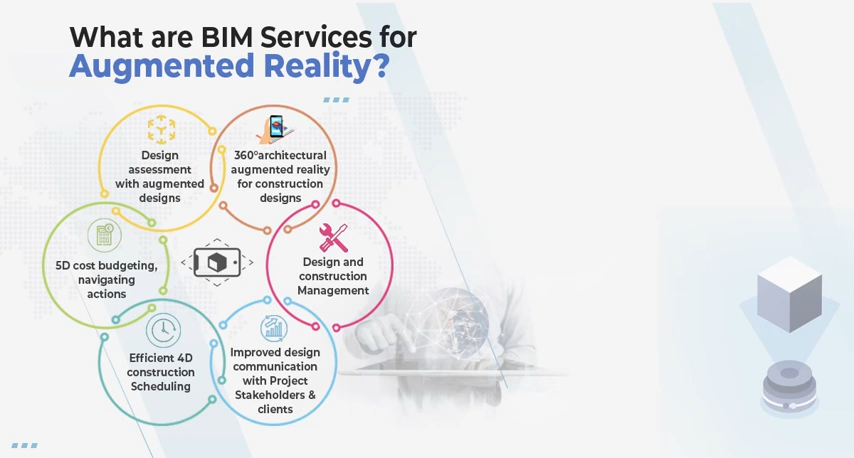 What are BIM Services for
Augmented Reality?
Design
assessment
with augmented
designs
360°architectural
augmented reality
for construction
designs
5D cost budgeting,
navigating
actions
Design and
construction
Management
Efficient 4D
construction
Scheduling
Improved design
communication
with Project
Stakeholders &
clients